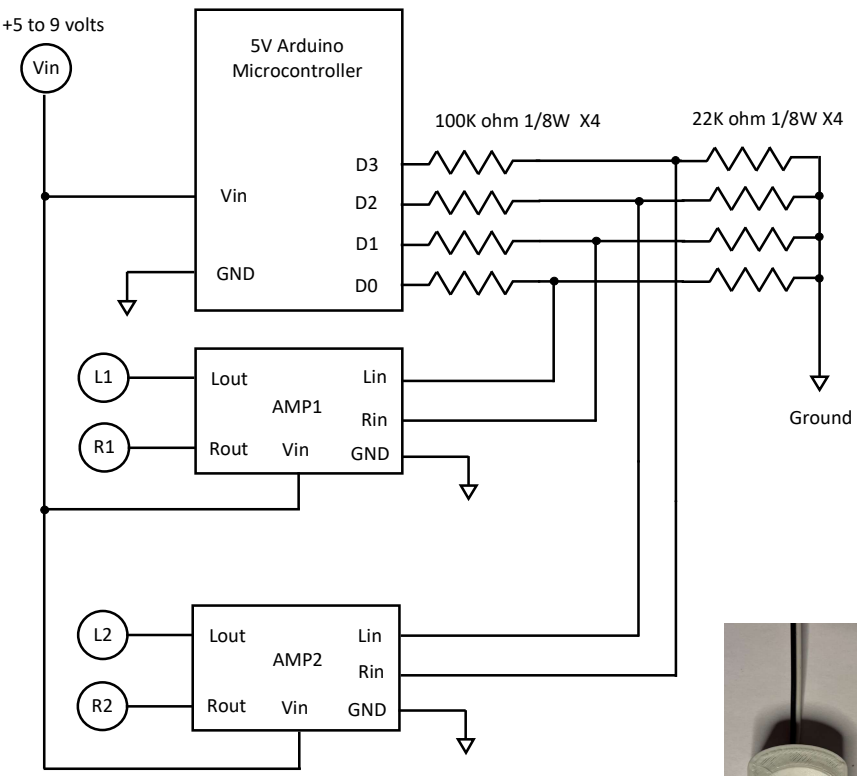 +5 to 9 volts
Vin
5V Arduino
Microcontroller
100K ohm 1/8W  X4
22K ohm 1/8W X4
D3
Vin
D2
D1
GND
D0
L1
Lout
Lin
AMP1
Rin
R1
Rout
Vin
GND
Ground
L2
Lout
Lin
AMP2
Rin
R2
Rout
Vin
GND